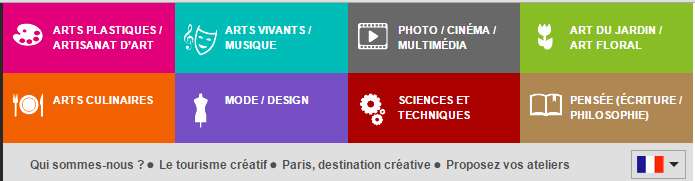 ARTS PLASTIQUES /
ARTISANAT D'ART
ARTS VIVANTS /
MUSIQUE
PHOTO / CINÉMA /
MULTIMÉDIA
ART DU JARDIN /
ART FLORAL
ARTS CULINAIRES
MODE / DESIGN
SCIENCES ET
TECHNIQUES
PENSÉE (ÉCRITURE /
PHILOSOPHIE)
Qui sommes-nous ? ● Le tourisme créatif ● Paris, destination créative ● Proposez vos ateliers